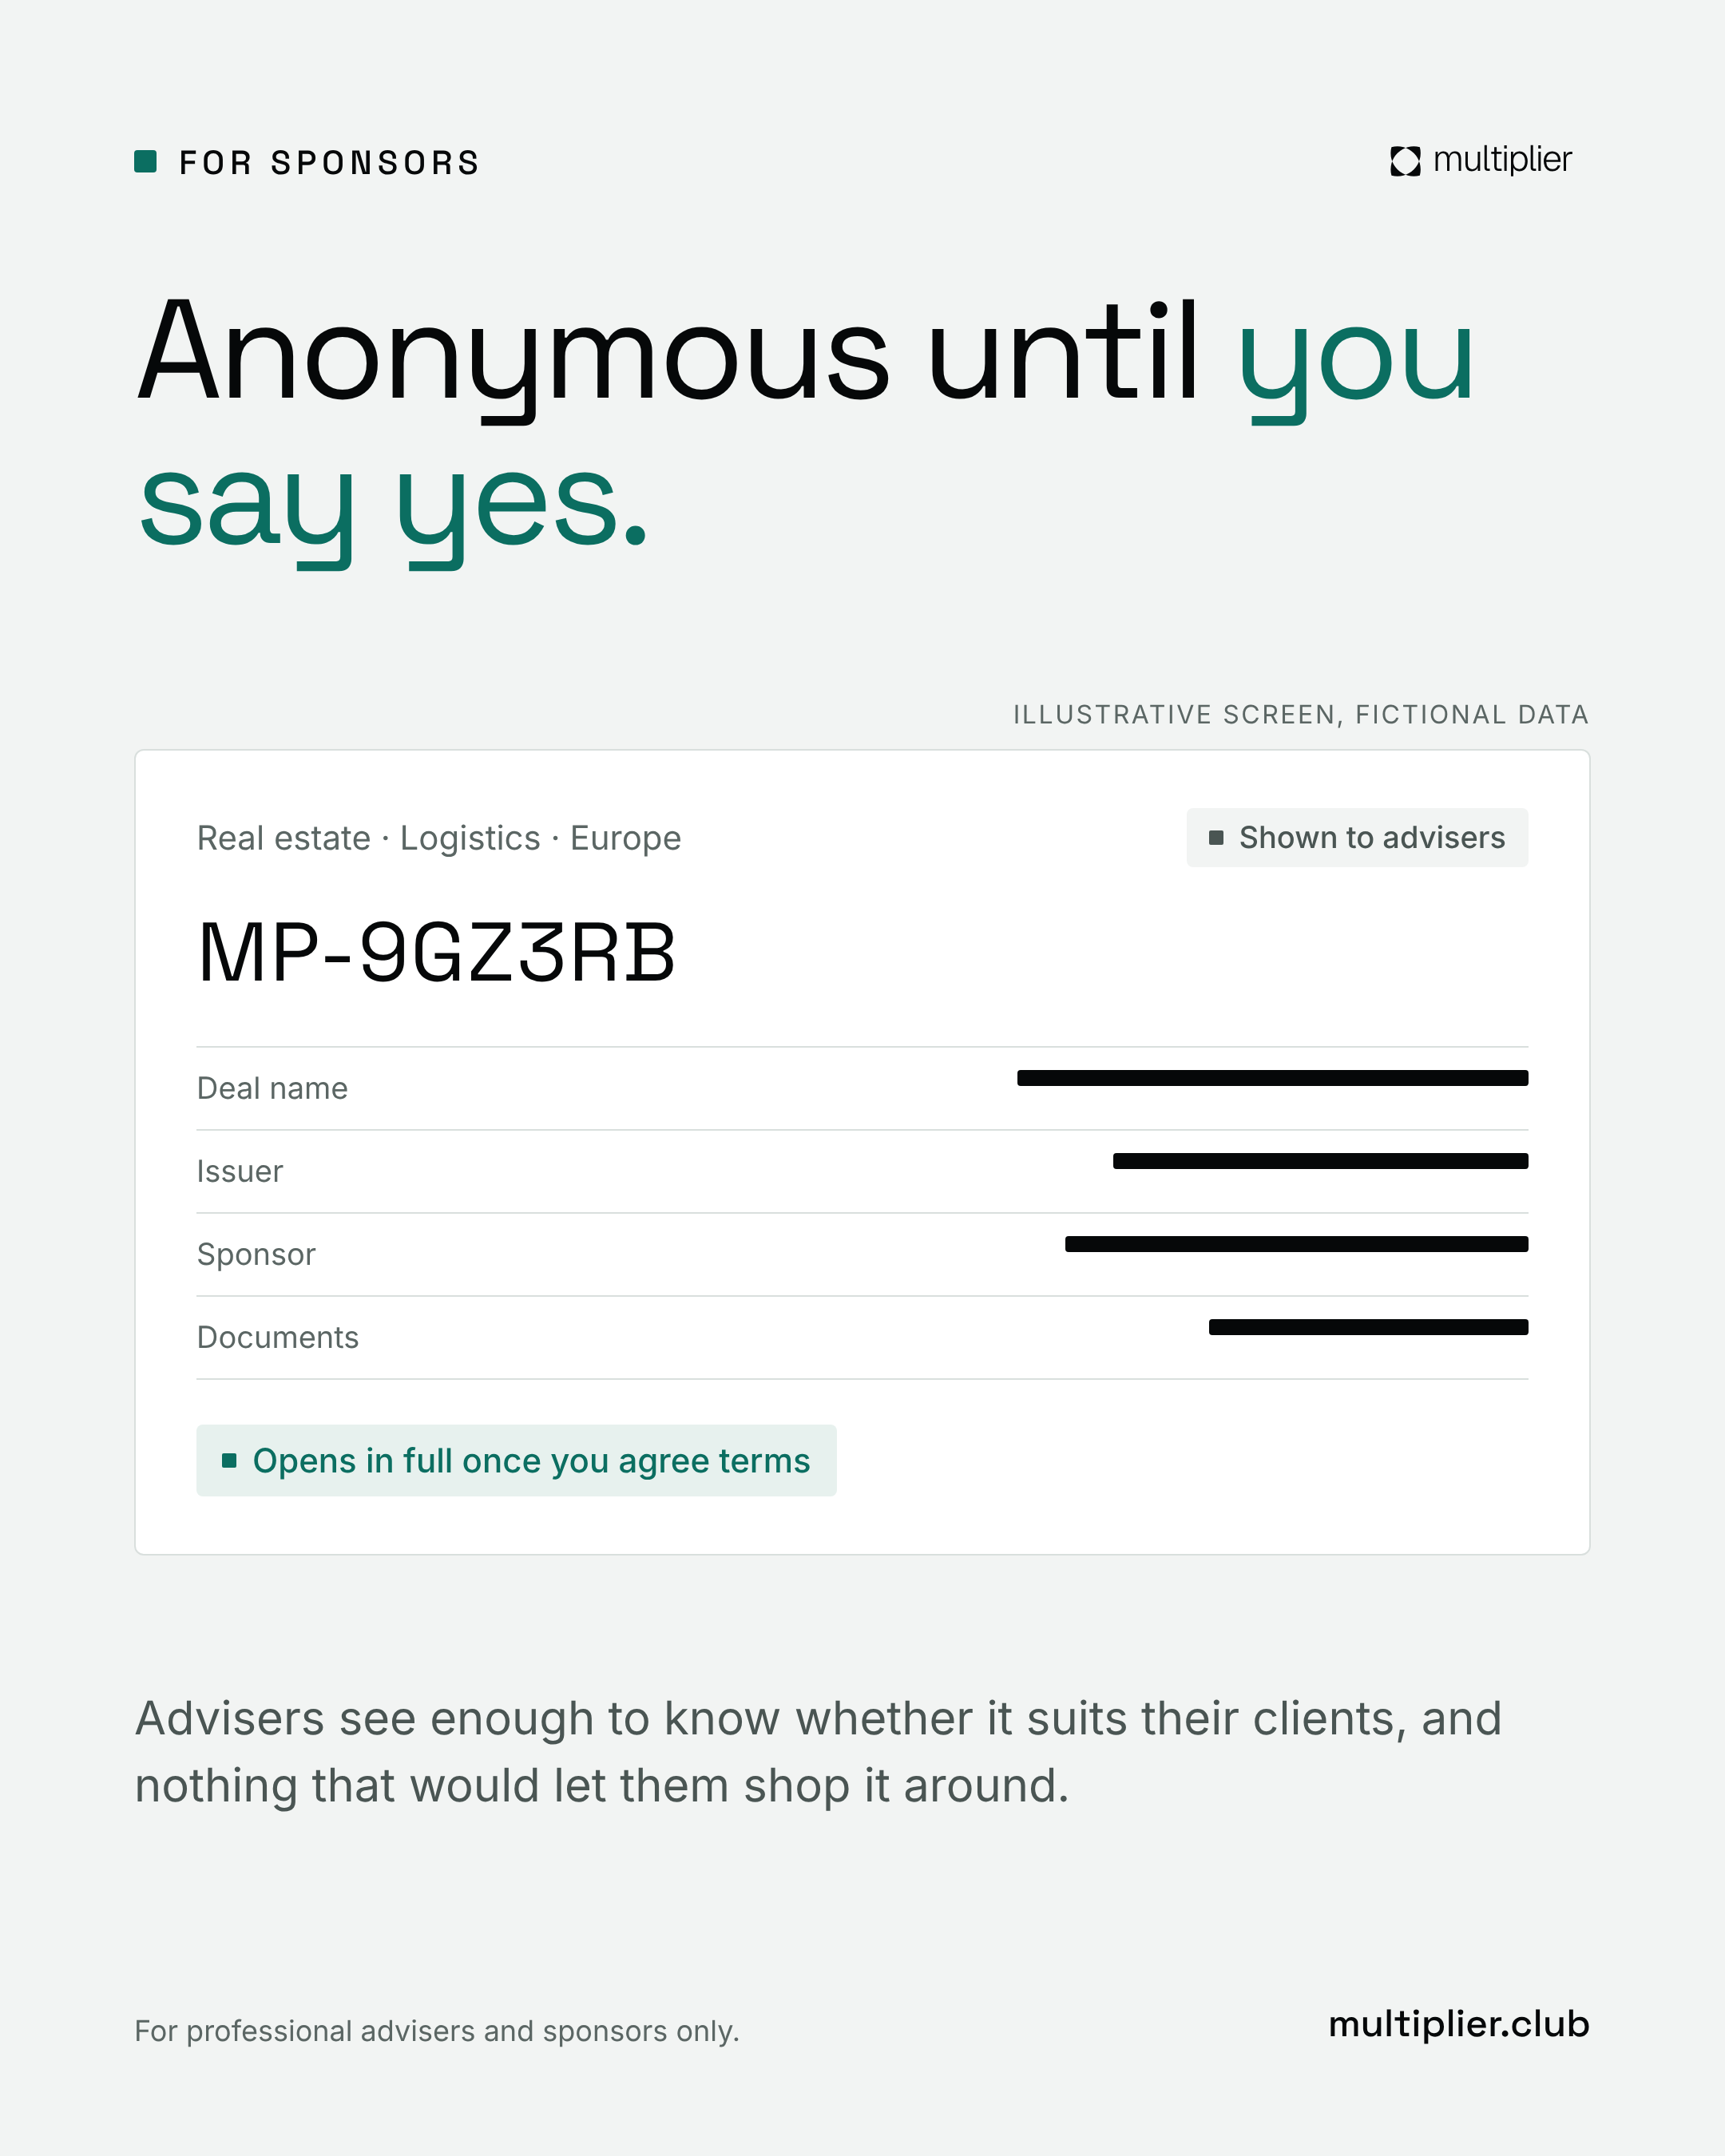 FOR SPONSORS
multiplier
Anonymous until you
say yes.
ILLUSTRATIVE SCREEN, FICTIONAL DATA
Real estate · Logistics · Europe
Shown to advisers
MP-9GZ3RB
Deal name
Issuer
Sponsor
Documents
Opens in full once you agree terms
Advisers see enough to know whether it suits their clients, and
nothing that would let them shop it around.
For professional advisers and sponsors only.
multiplier.club